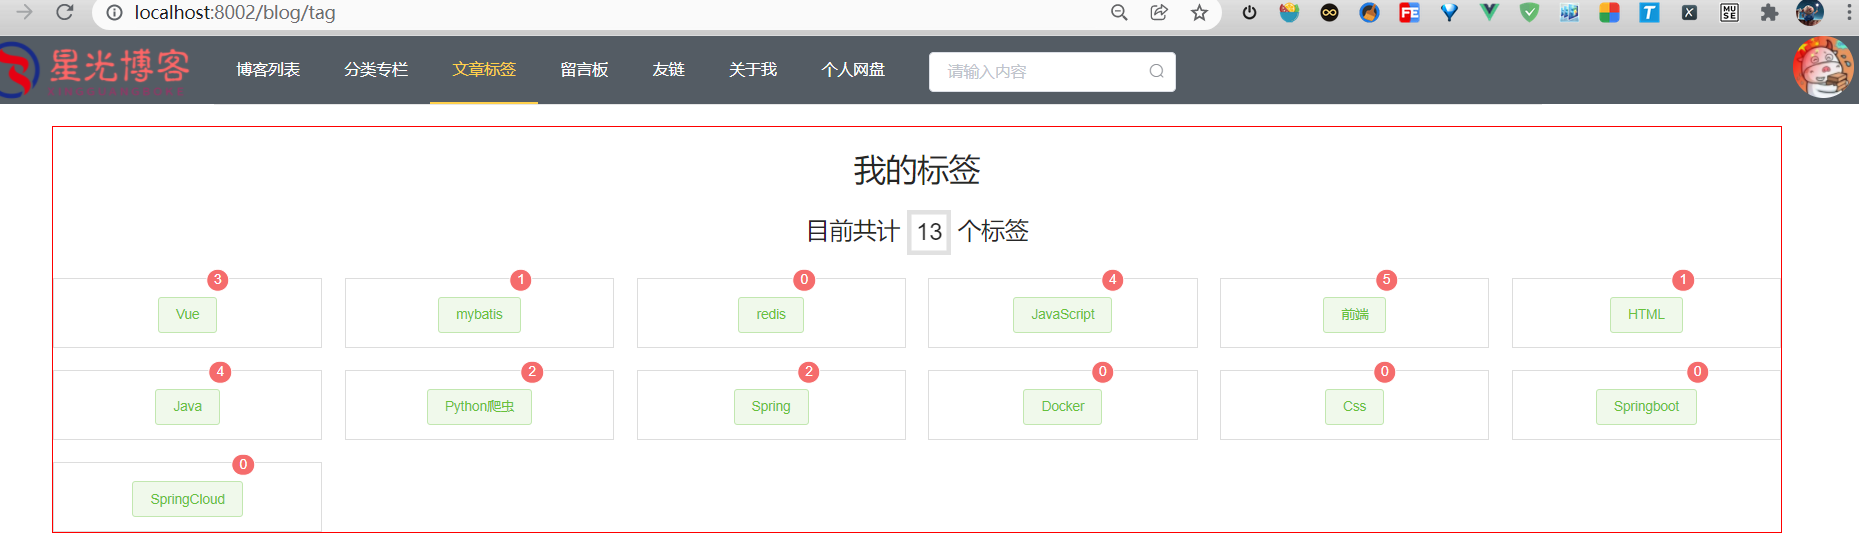 localhost:8002/blog/tag
星光博客
博客列表 分类专栏 文章标签 留言板 友链 关于我 个人网盘 请输入内容
我的标签
目前共计 13 个标签
3 1 0 4 5 1
Vue mybatis redis JavaScript 前端 HTML
4 2 2 0 0 0
Java Python爬虫 Spring Docker Css Springboot
0
SpringCloud